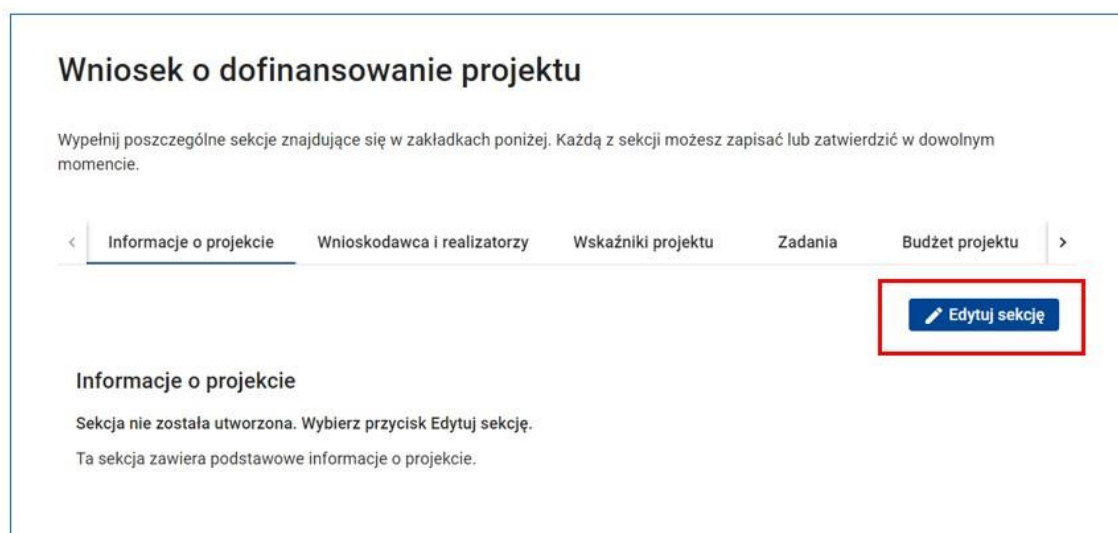 Wniosek o dofinansowanie projektu
Wypełnij poszczególne sekcje znajdujące się w zakładkach poniżej. Każdą z sekcji możesz zapisać lub zatwierdzić w dowolnym
momencie.
Informacje o projekcie Wnioskodawca i realizatorzy Wskaźniki projektu Zadania Budżet projektu
Edytuj sekcję
Informacje o projekcie
Sekcja nie została utworzona. Wybierz przycisk Edytuj sekcję.
Ta sekcja zawiera podstawowe informacje o projekcie.